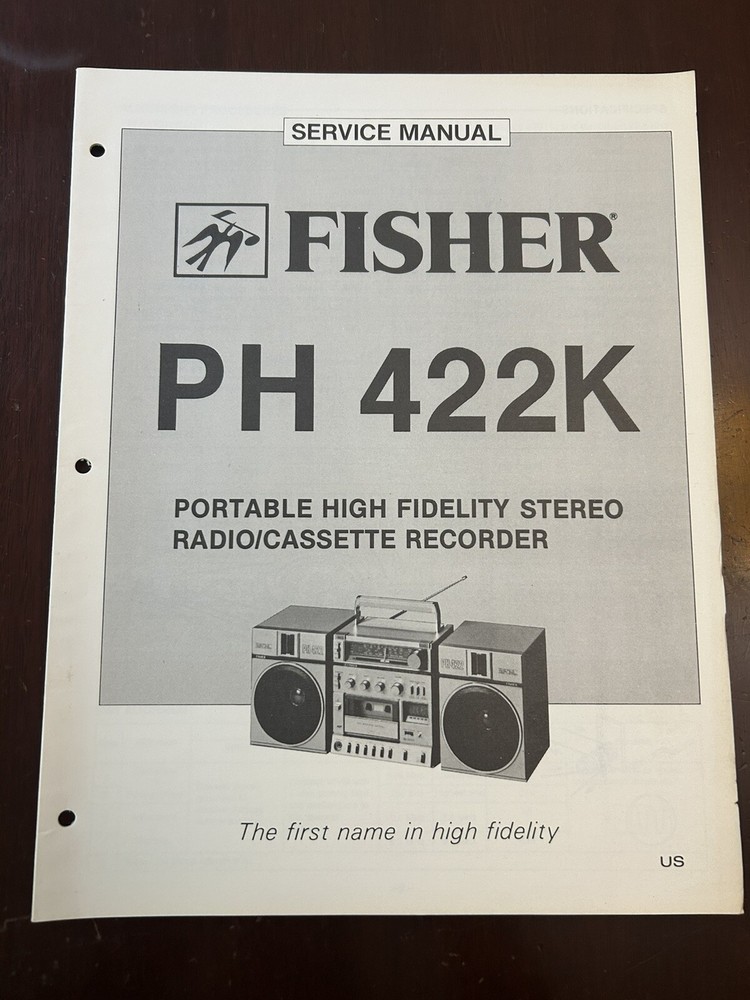 SERVICE MANUAL
FISHER®
PH 422K
PORTABLE HIGH FIDELITY STEREO
RADIO/CASSETTE RECORDER
The first name in high fidelity
US